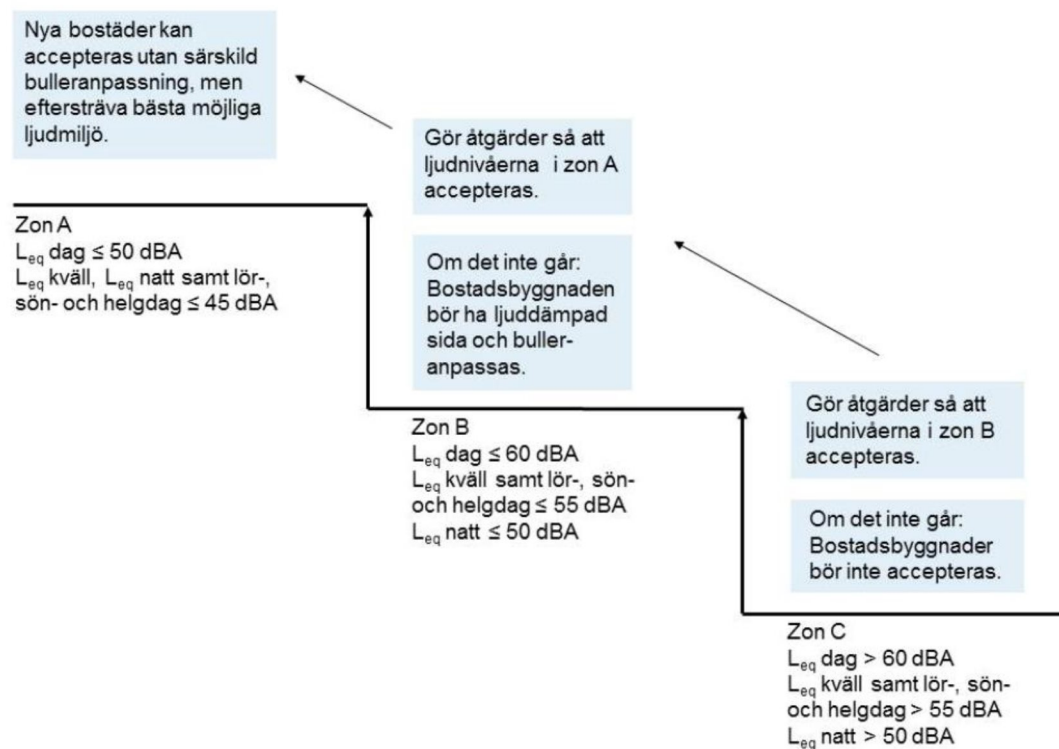 Nya bostäder kan
accepteras utan särskild
bulleranpassning, men
eftersträva bästa möjliga
ljudmiljö.
Zon A
Leq dag ≤ 50 dBA
Leq kväll, Leq natt samt lör-,
sön- och helgdag ≤ 45 dBA
Gör åtgärder så att
ljudnivåerna i zon A
accepteras.
Om det inte går:
Bostadsbyggnaden
bör ha ljuddämpad
sida och buller-
anpassas.
Zon B
Leq dag ≤ 60 dBA
Leq kväll samt lör-, sön-
och helgdag ≤ 55 dBA
Leq natt ≤ 50 dBA
Gör åtgärder så att
ljudnivåerna i zon B
accepteras.
Om det inte går:
Bostadsbyggnader
bör inte accepteras.
Zon C
Leq dag > 60 dBA
Leq kväll samt lör-, sön-
och helgdag > 55 dBA
Leq natt > 50 dBA